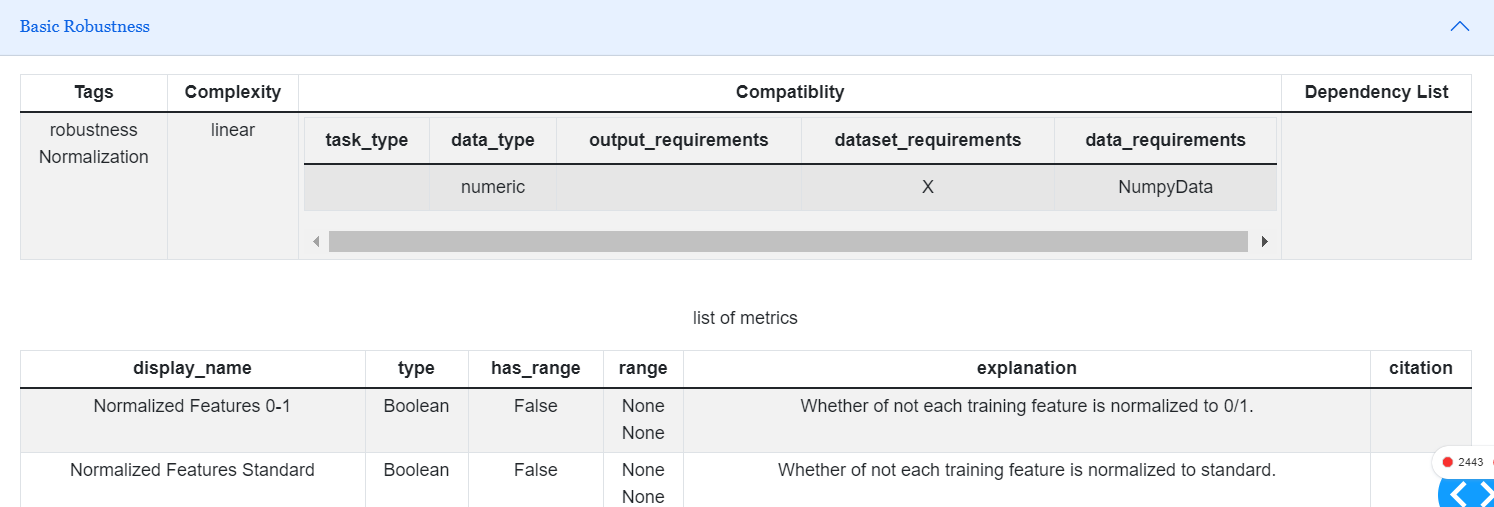 Basic Robustness
Tags Complexity Compatiblity Dependency List
robustness linear
Normalization
task_type data_type output_requirements dataset_requirements data_requirements
numeric X NumpyData
list of metrics
display_name type has_range range explanation citation
Normalized Features 0-1 Boolean False None Whether of not each training feature is normalized to 0/1.
None
Normalized Features Standard Boolean False None Whether of not each training feature is normalized to standard.
None
2443